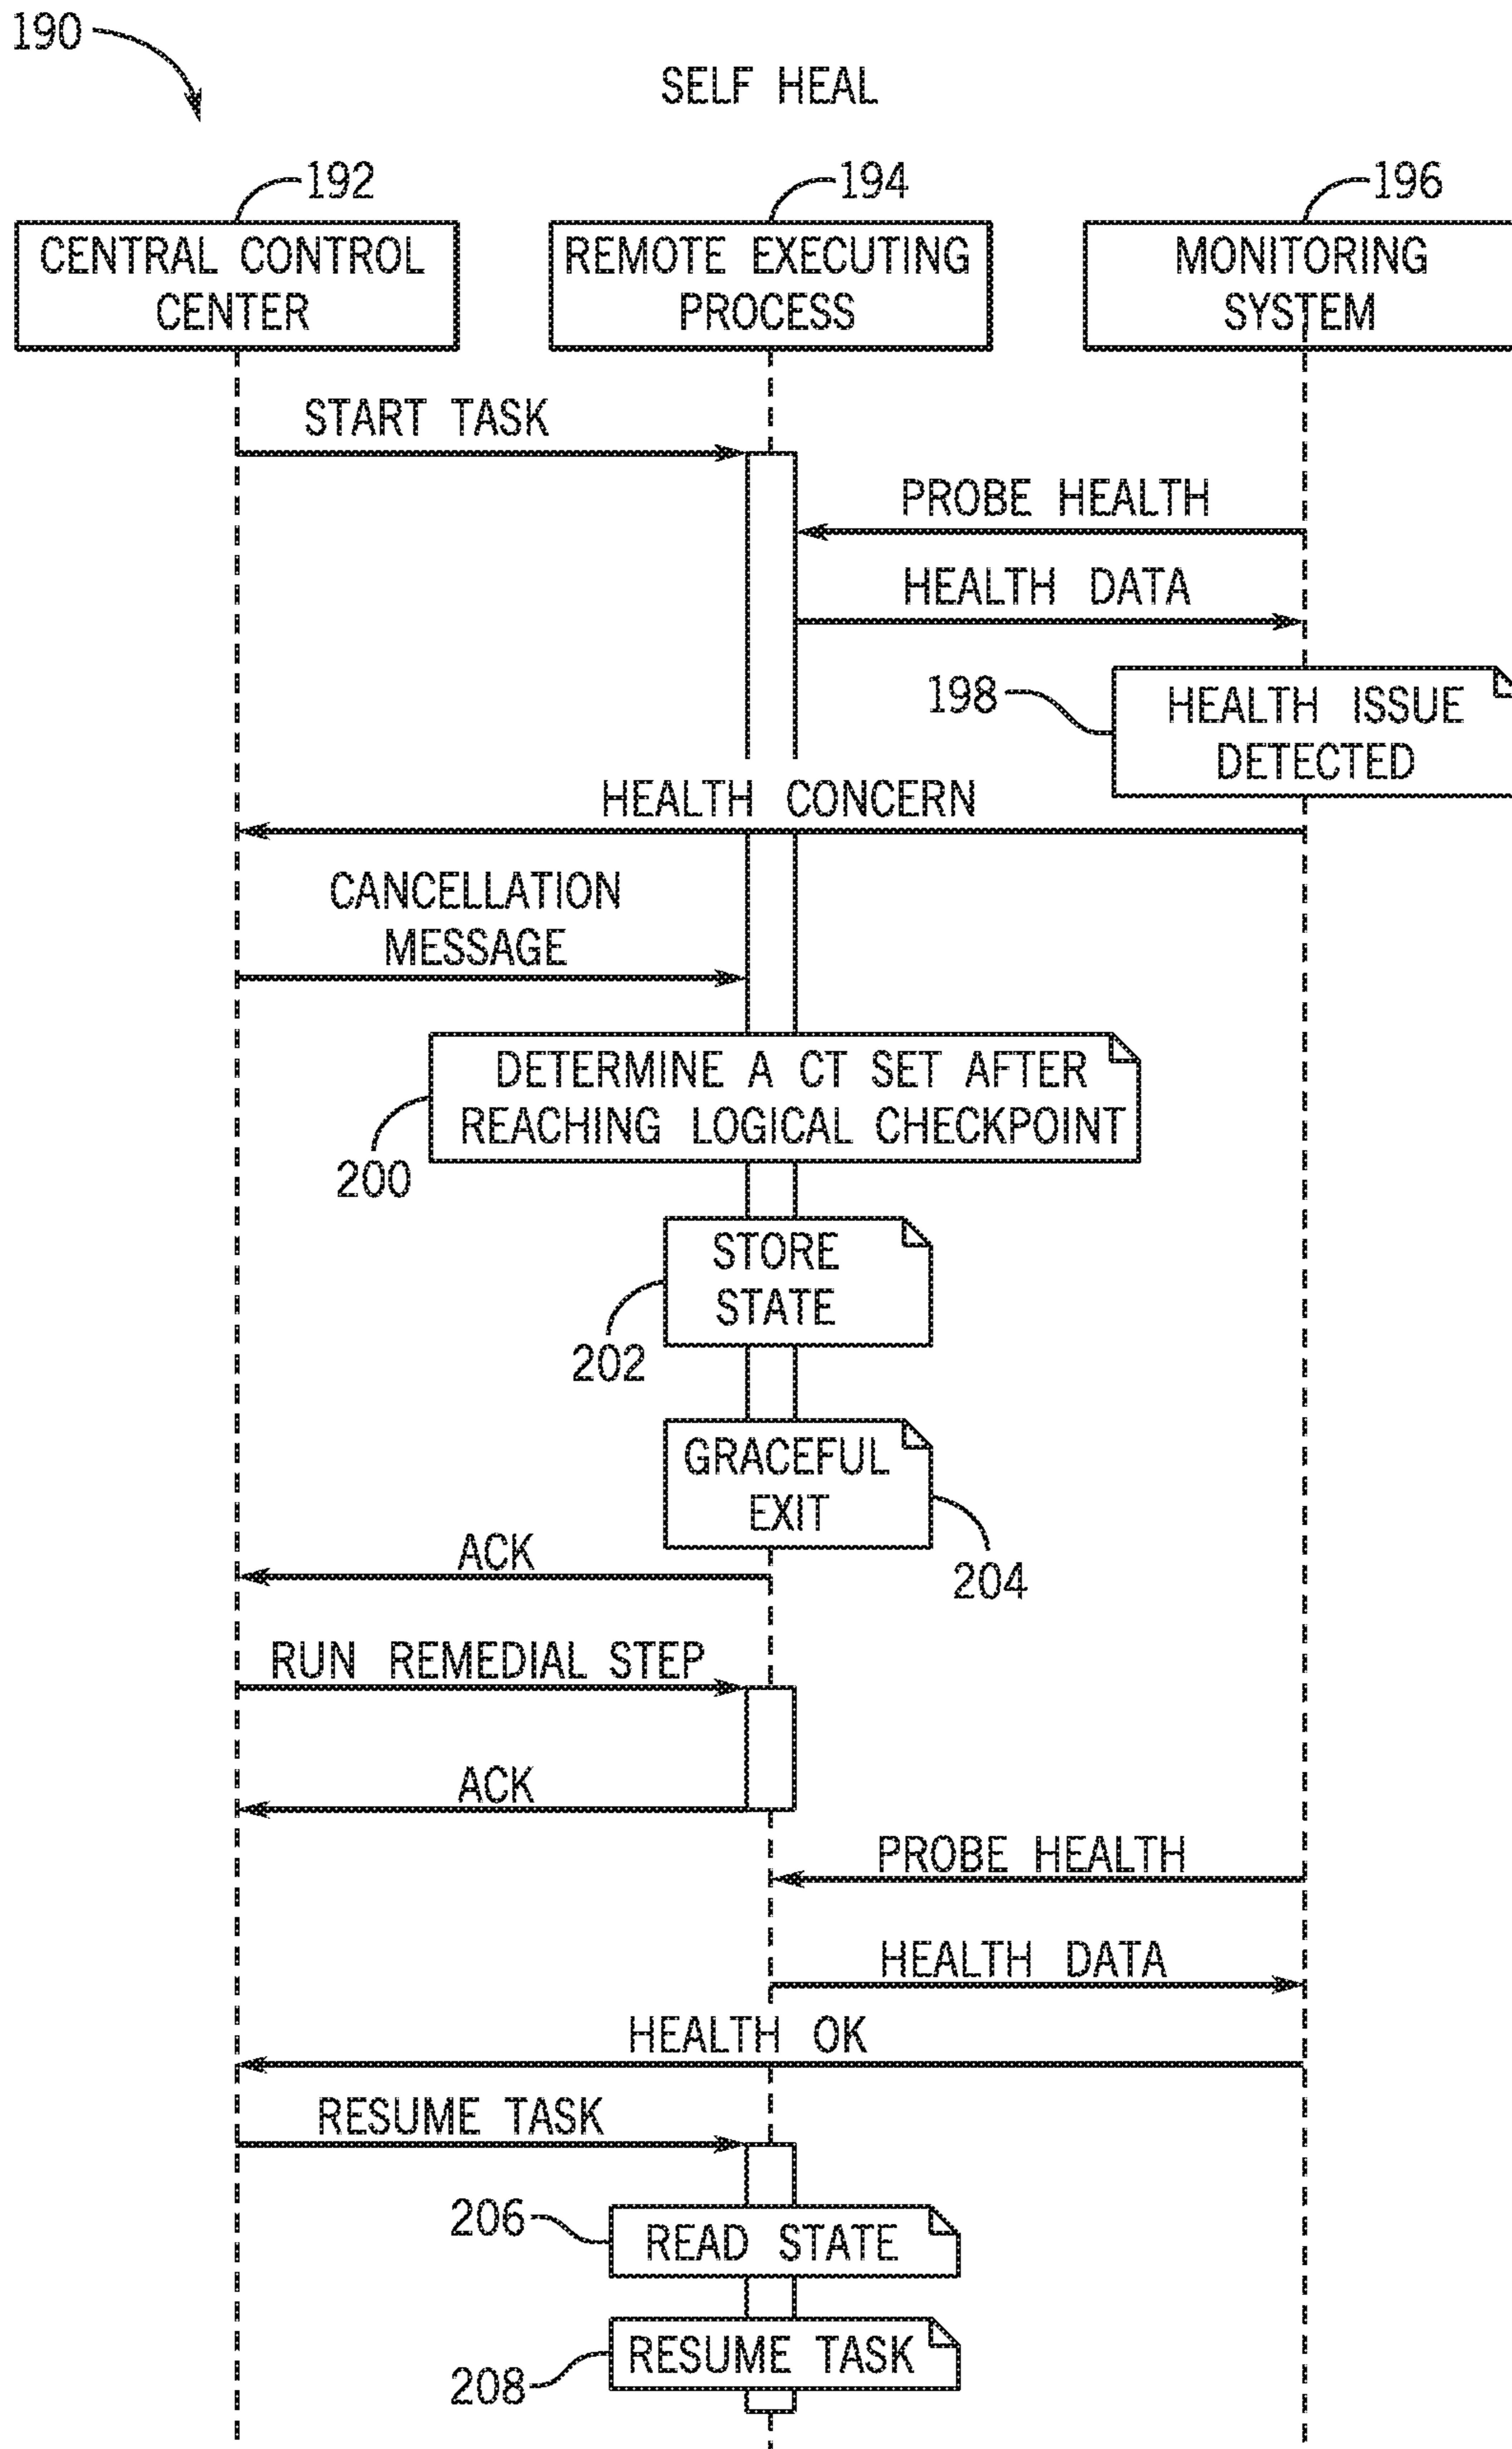 190
SELF HEAL
192
194
196
CENTRAL CONTROL
CENTER
REMOTE EXECUTING
PROCESS
MONITORING
SYSTEM
START TASK
PROBE HEALTH
HEALTH DATA
198
HEALTH ISSUE
DETECTED
HEALTH CONCERN
CANCELLATION
MESSAGE
DETERMINE A CT SET AFTER
REACHING LOGICAL CHECKPOINT
200
STORE
STATE
202
GRACEFUL
EXIT
204
ACK
RUN REMEDIAL STEP
ACK
PROBE HEALTH
HEALTH DATA
HEALTH OK
RESUME TASK
206
READ STATE
RESUME TASK
208